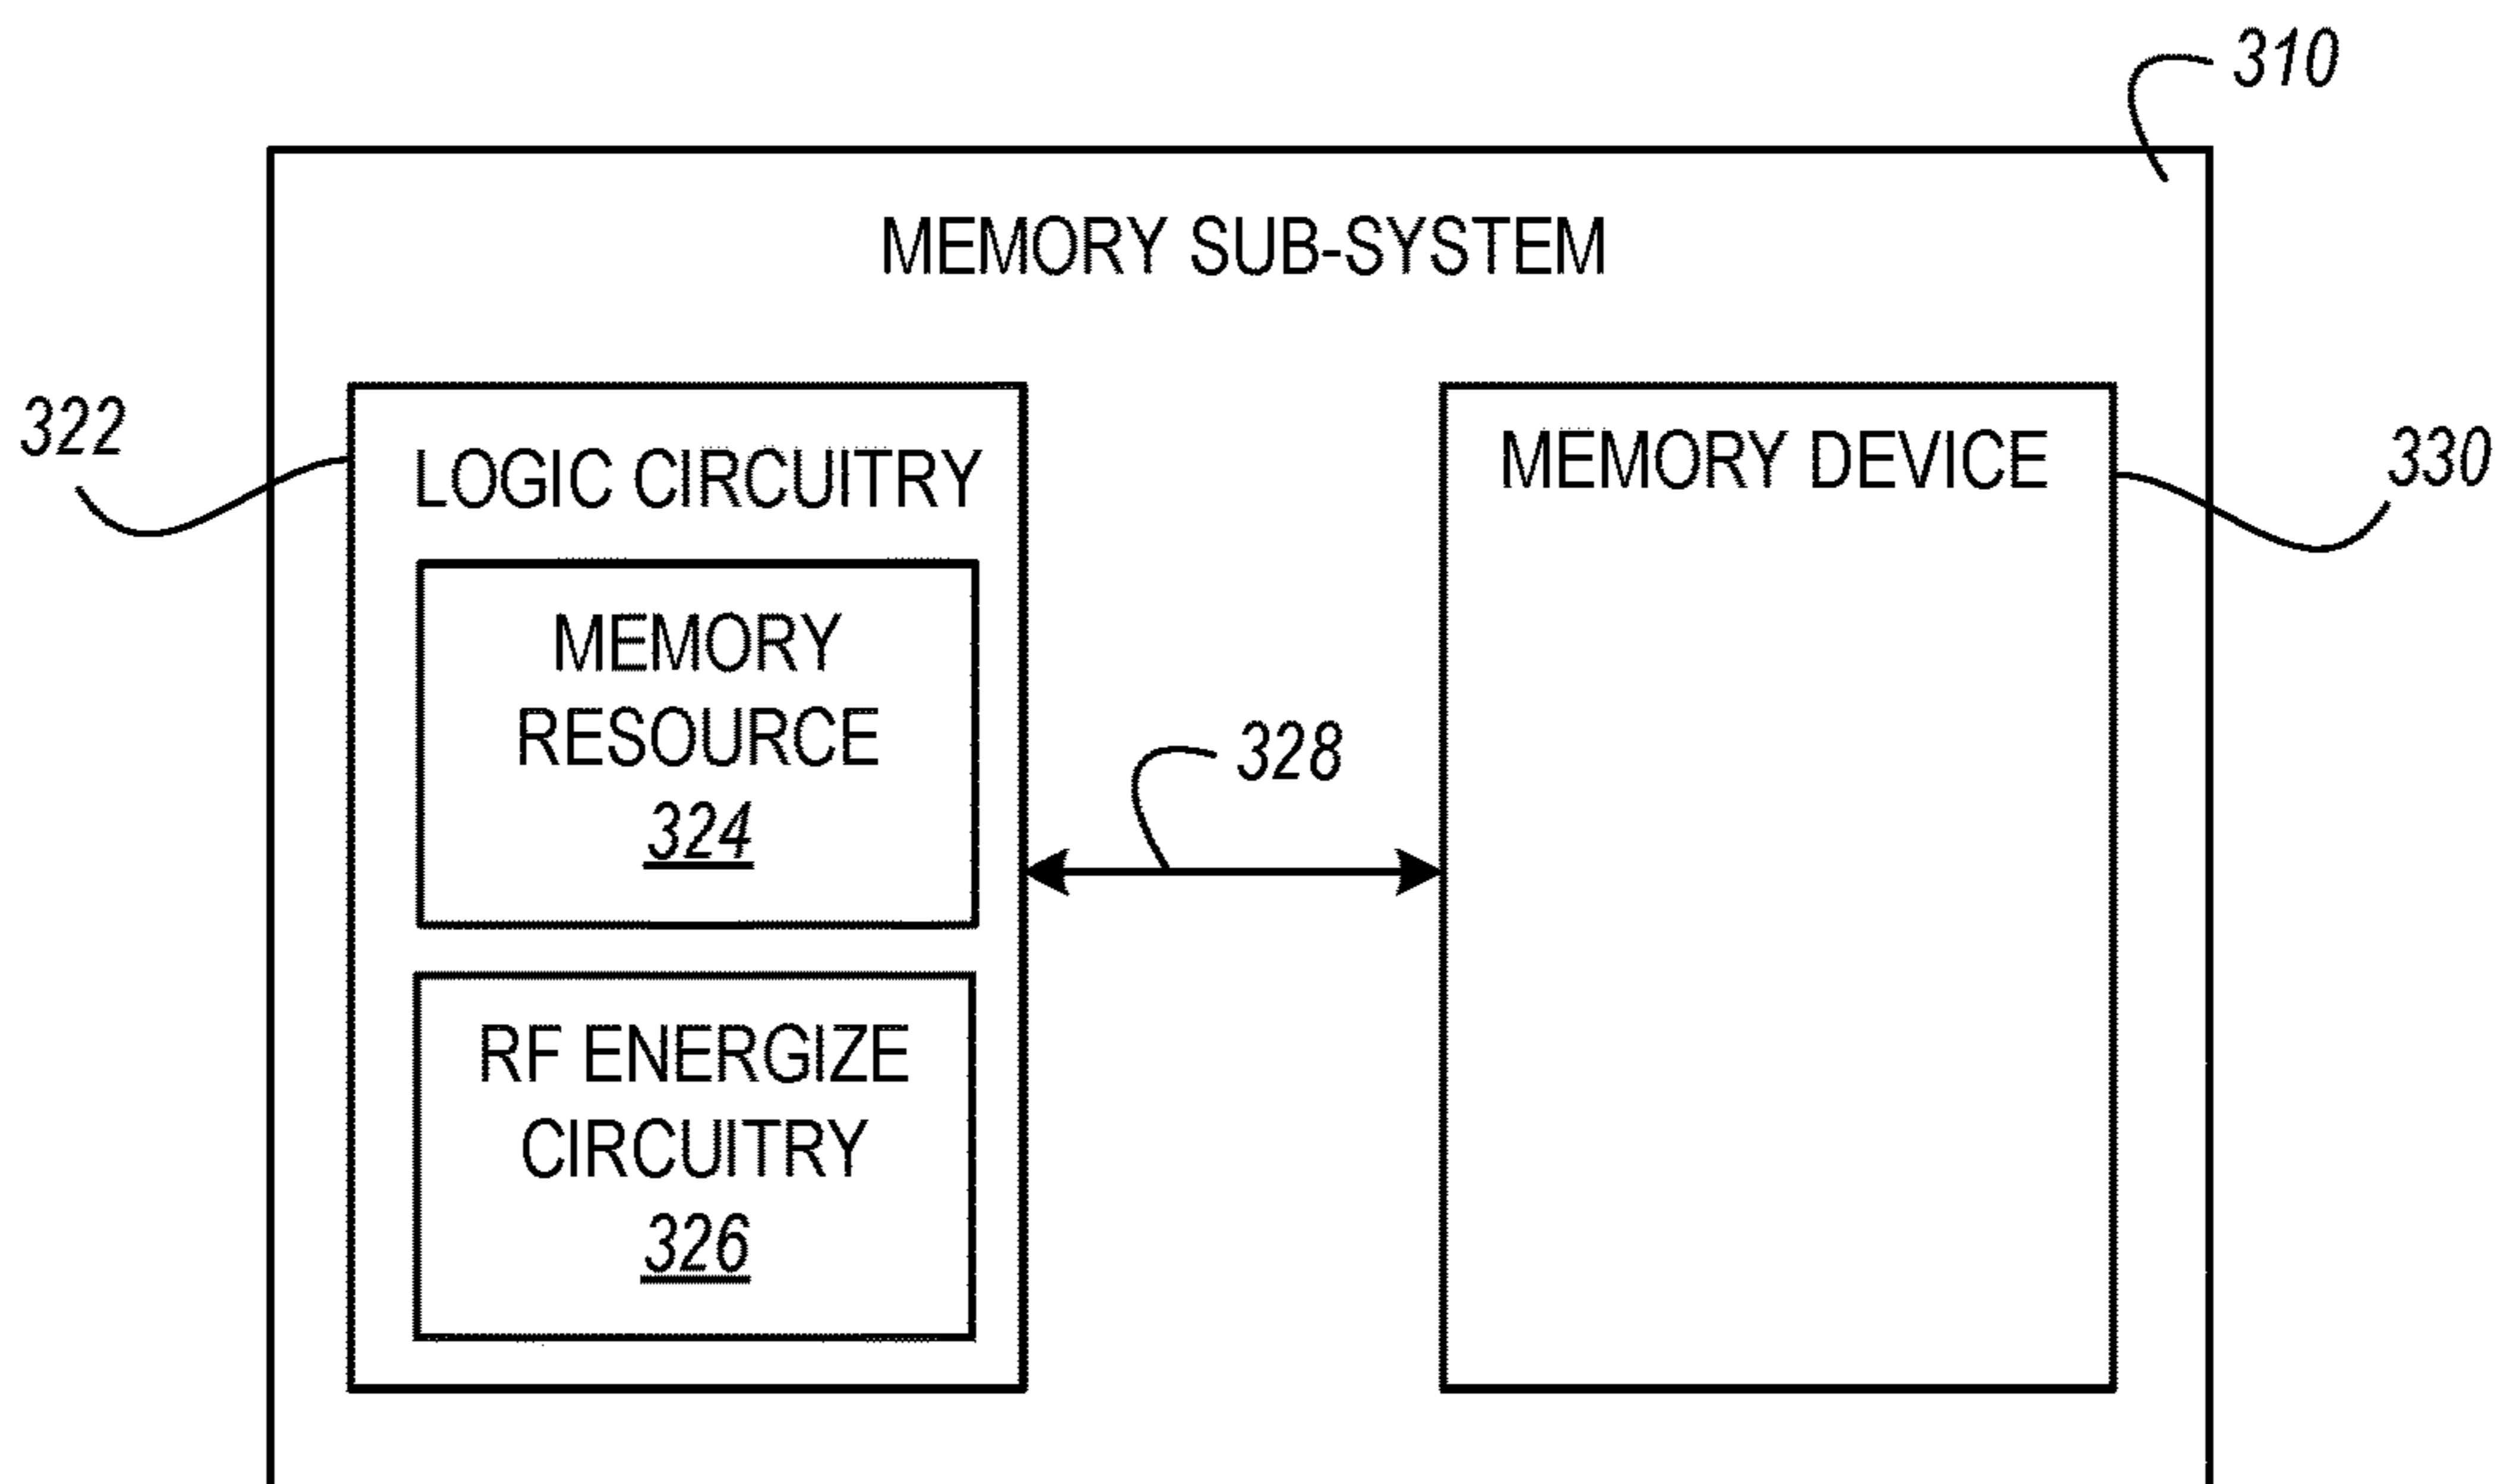 310
MEMORY SUB-SYSTEM
322
LOGIC CIRCUITRY
MEMORY
RESOURCE
324
RF ENERGIZE
CIRCUITRY
326
328
MEMORY DEVICE
330